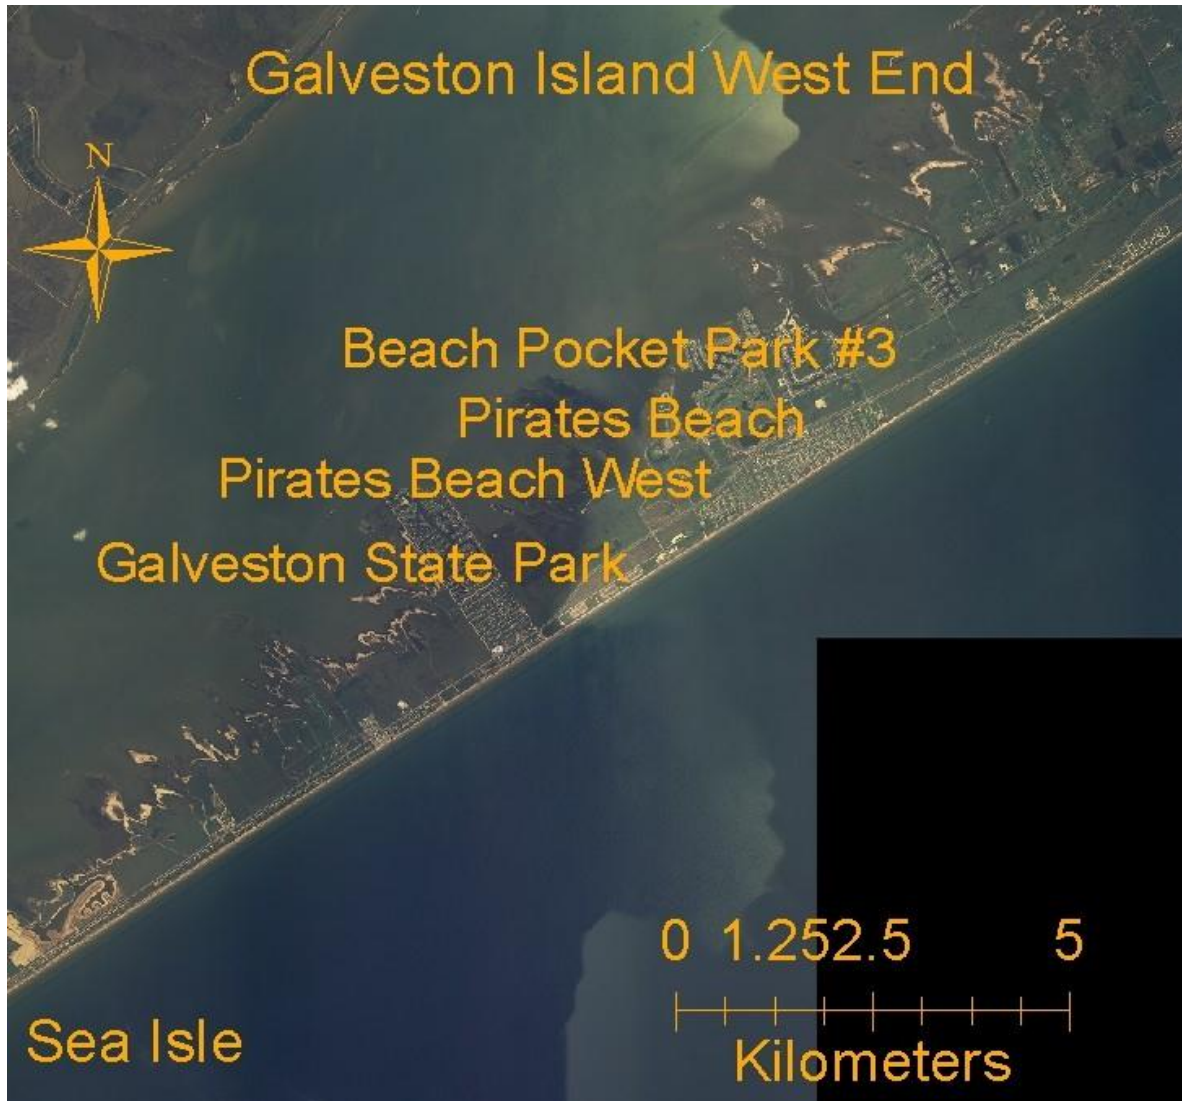 Galveston Island West End
N
Beach Pocket Park #3
Pirates Beach
Pirates Beach West
Galveston State Park
0 1.252.5 5
Kilometers
Sea Isle